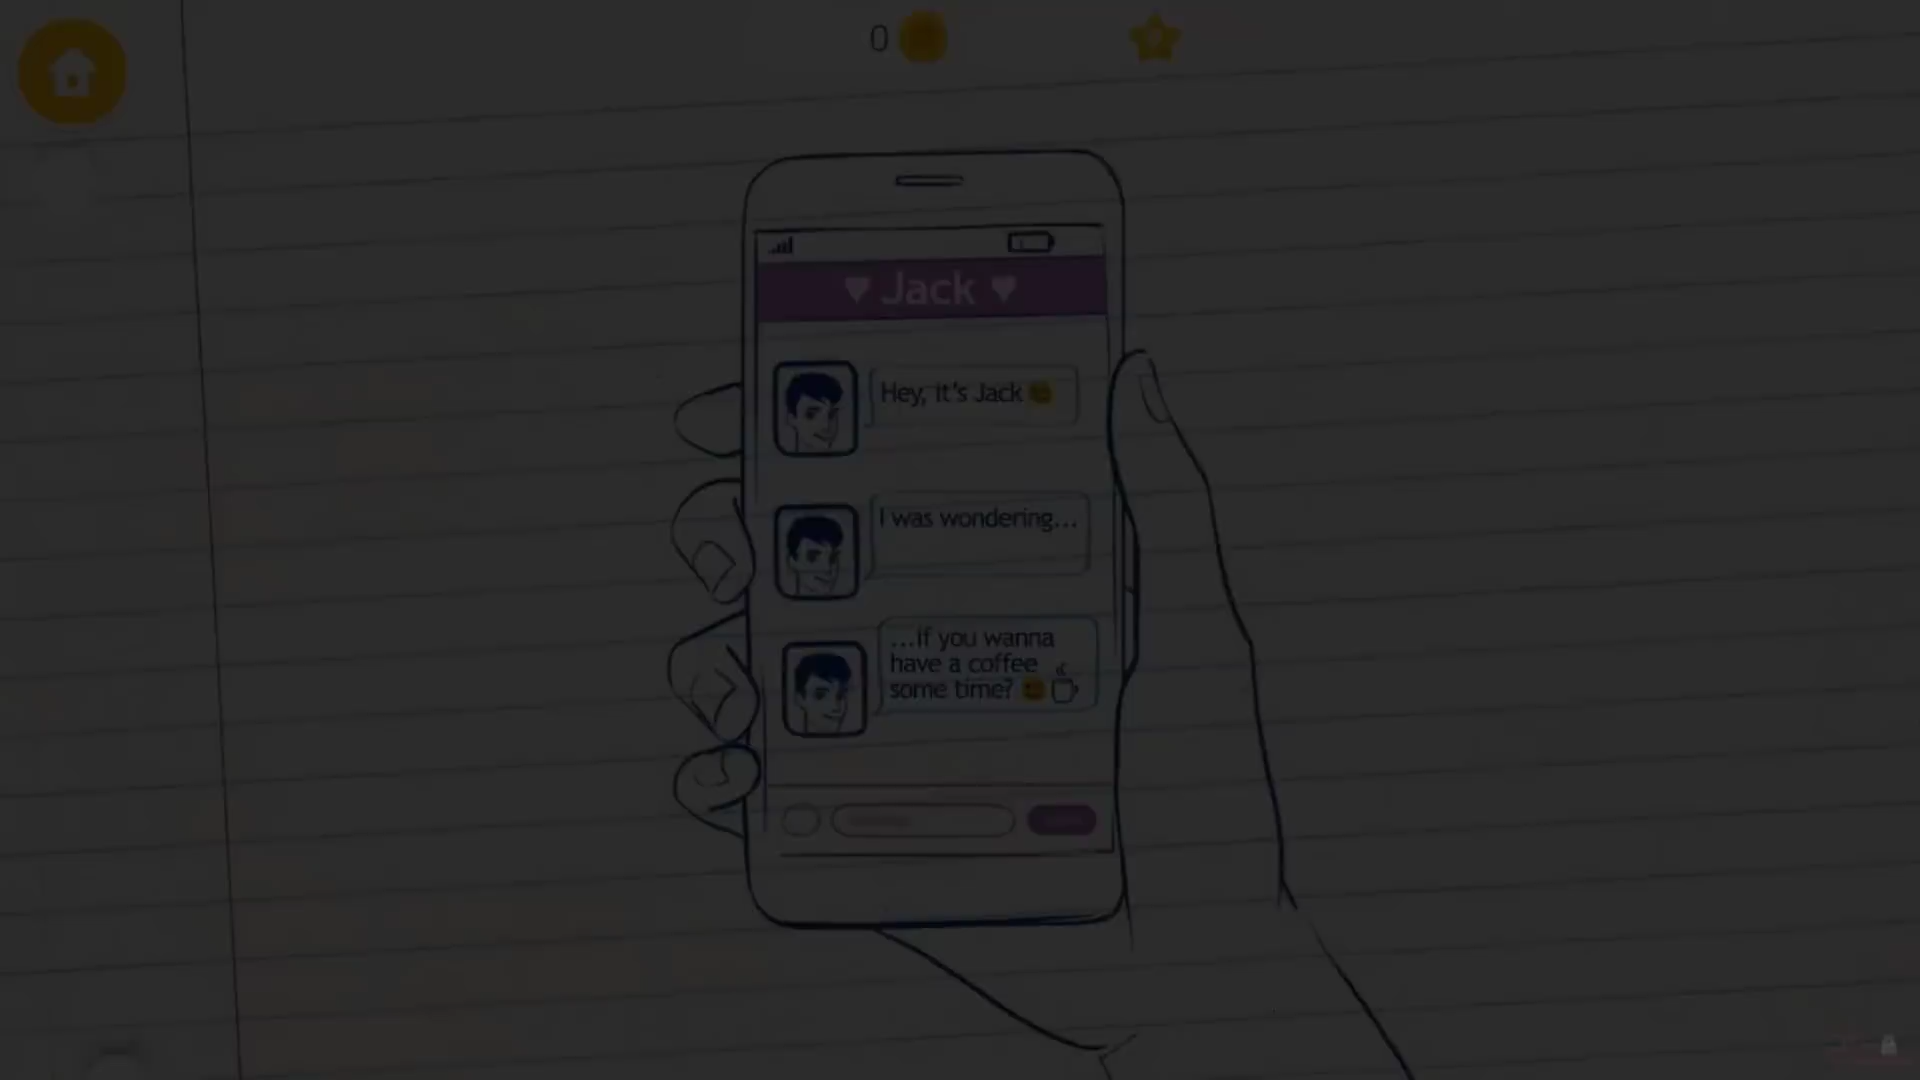 0
♥ Jack ♥
Hey, it's Jack
I was wondering...
...if you wanna
have a coffee
some time?